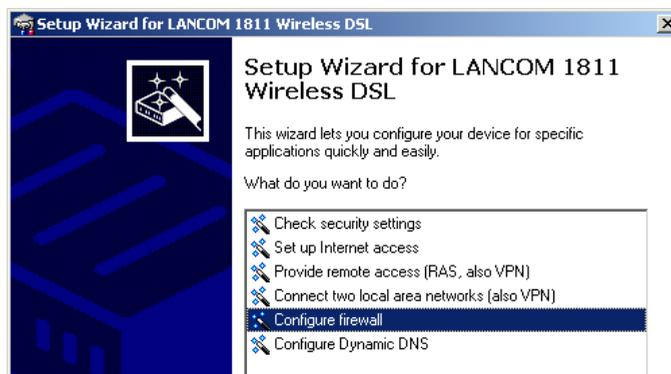 Setup Wizard for LANCOM 1811 Wireless DSL
Setup Wizard for LANCOM 1811
Wireless DSL
This wizard lets you configure your device for specific
applications quickly and easily.
What do you want to do?
Check security settings
Set up Internet access
Provide remote access (RAS, also VPN)
Connect two local area networks (also VPN)
Configure firewall
Configure Dynamic DNS